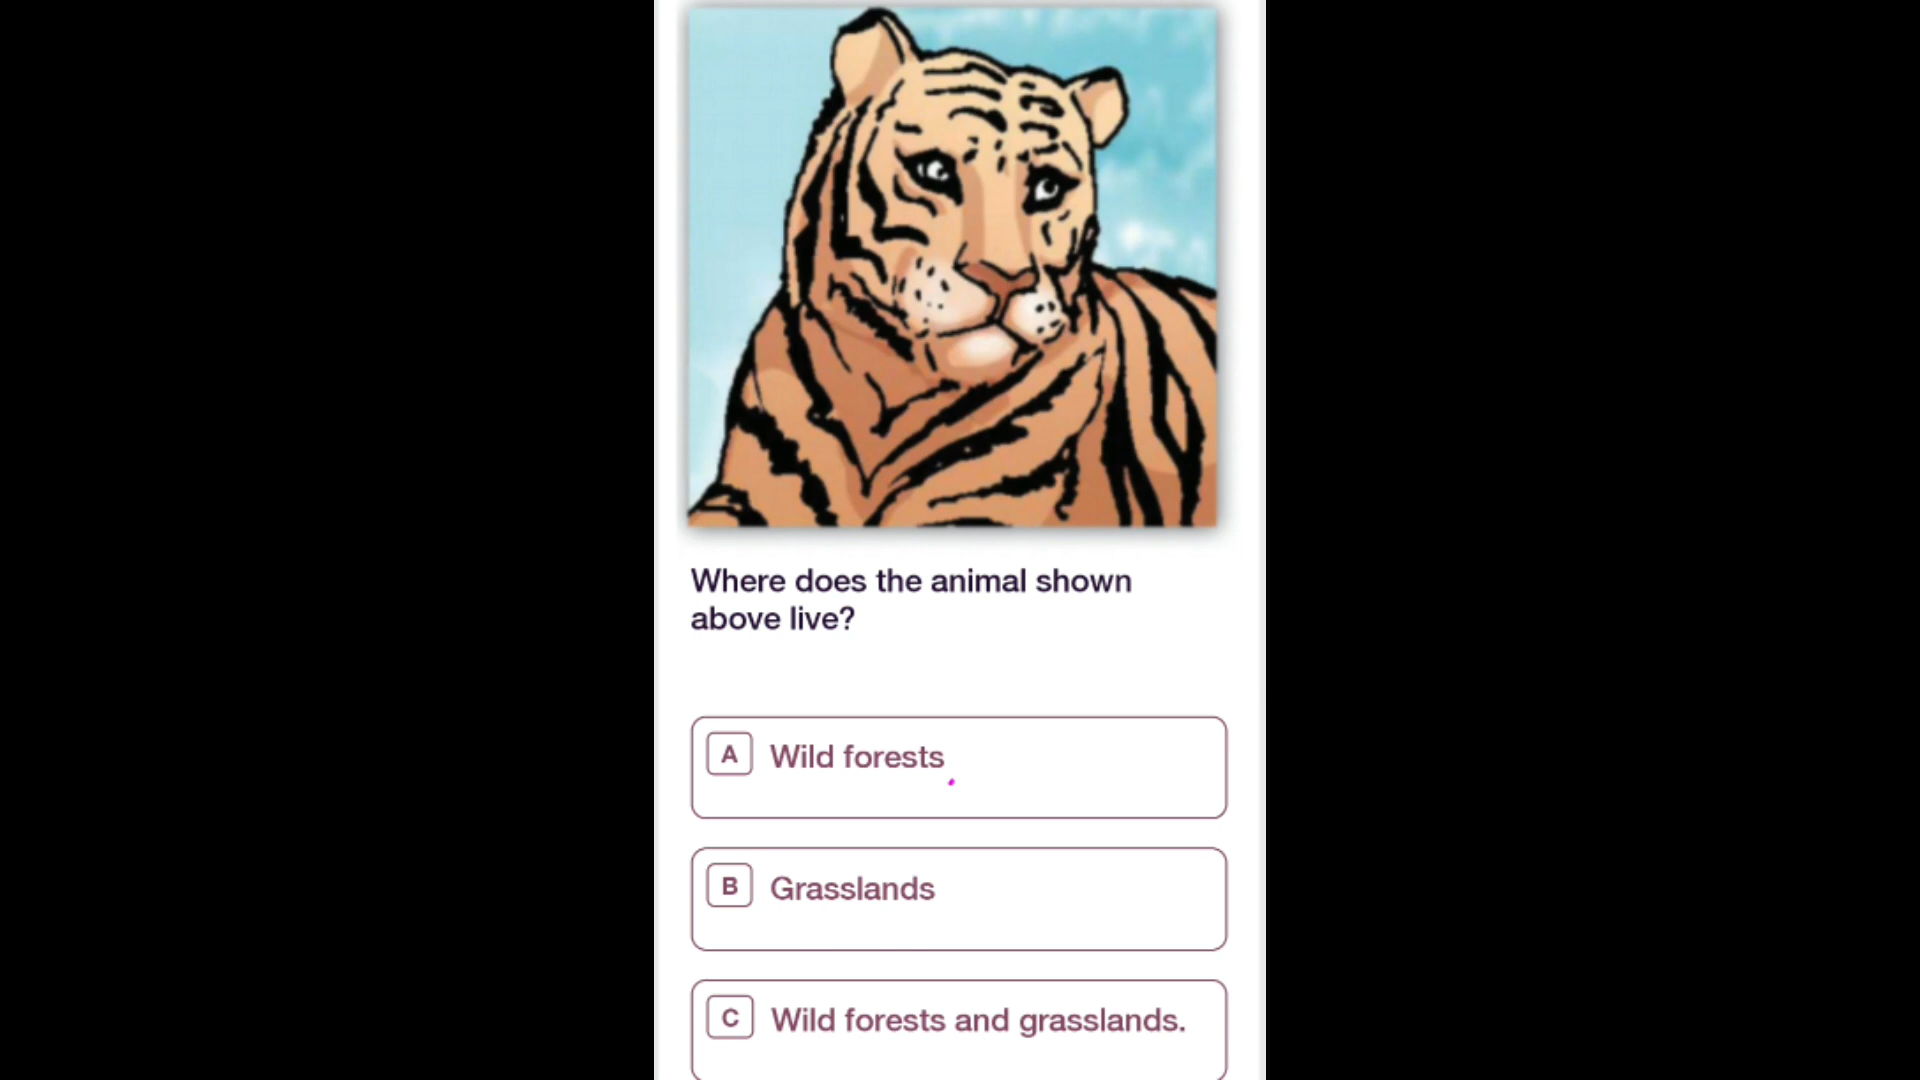 Where does the animal shown
above live?
A Wild forests
B Grasslands
C Wild forests and grasslands.